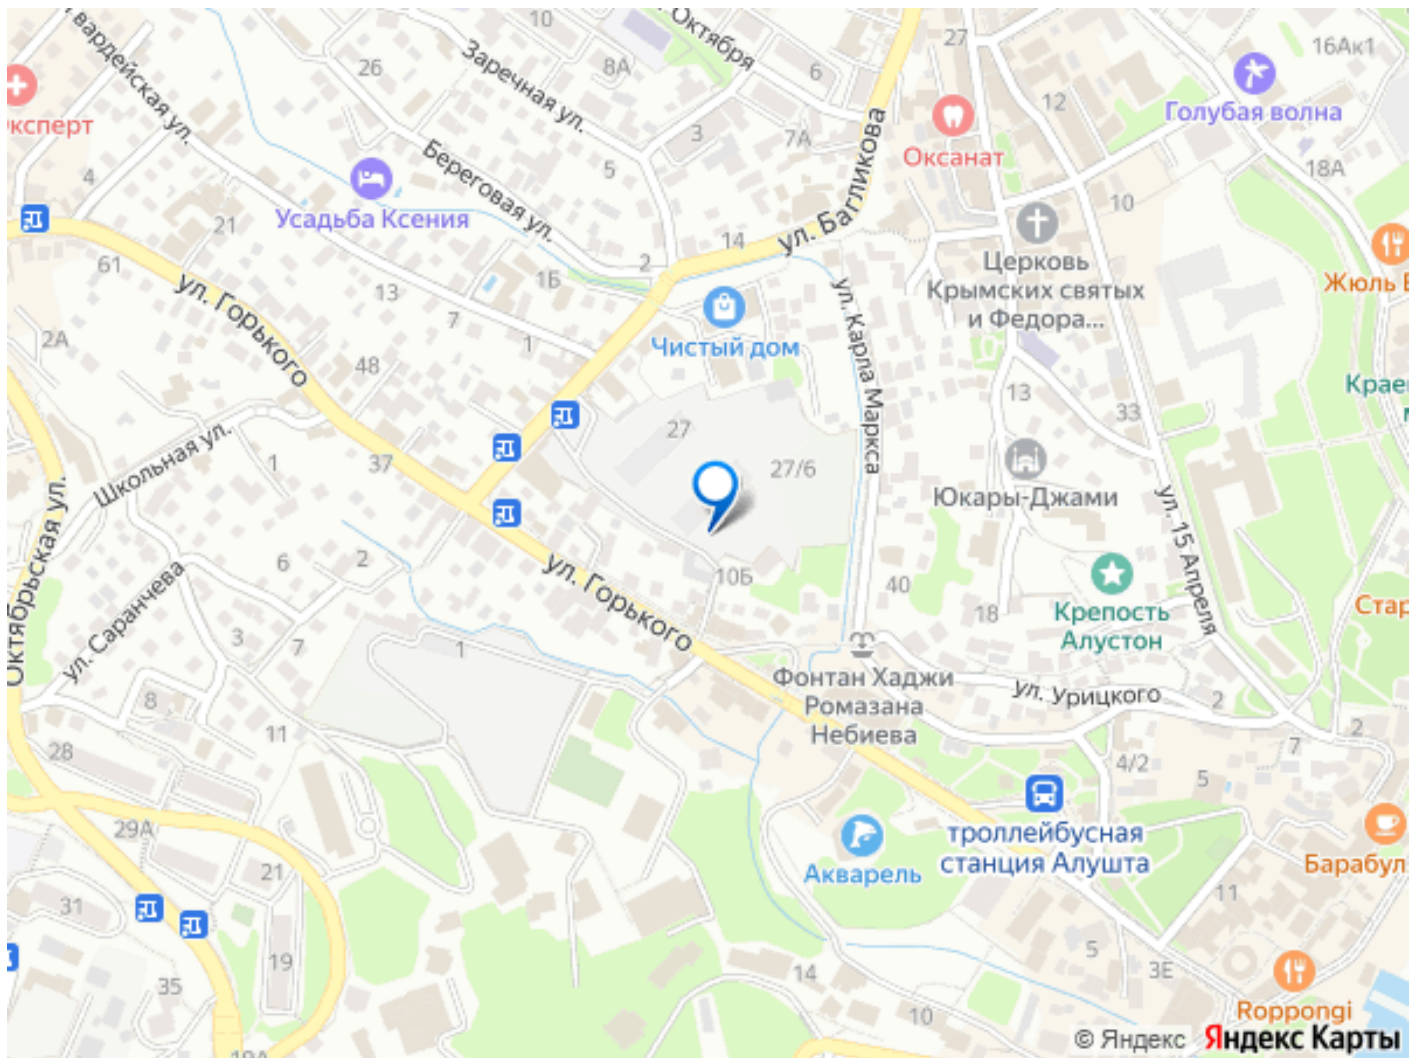 10
16Ак1
27
Октября
Заречная ул.
26
8А
6
12
Голубая волна
3
7А
Оксанат
ул. Багликова
Береговая ул.
5
18А
4
Усадьба Ксения
21
14
10
61
2
1Б
Церковь
Крымских святых
и Федора...
13
ул. Горького
7
2А
1
Чистый дом
ул. Карла Маркса
48
13
33
27
Школьная ул.
1
37
27/6
Юкары-Джами
ул. 15 Апреля
Октябрьская ул.
6
2
ул. Горького
10Б
40
18
Крепость
Алустон
ул. Саранчева
3
7
1
Фонтан Хаджи
Ромазана
Небиева
ул. Урицкого
2
8
11
2
7
28
4/2
5
29А
троллейбусная
станция Алушта
Акварель
21
11
31
19
5
3Е
35
14
10
Roppongi
© Яндекс Яндекс Карты